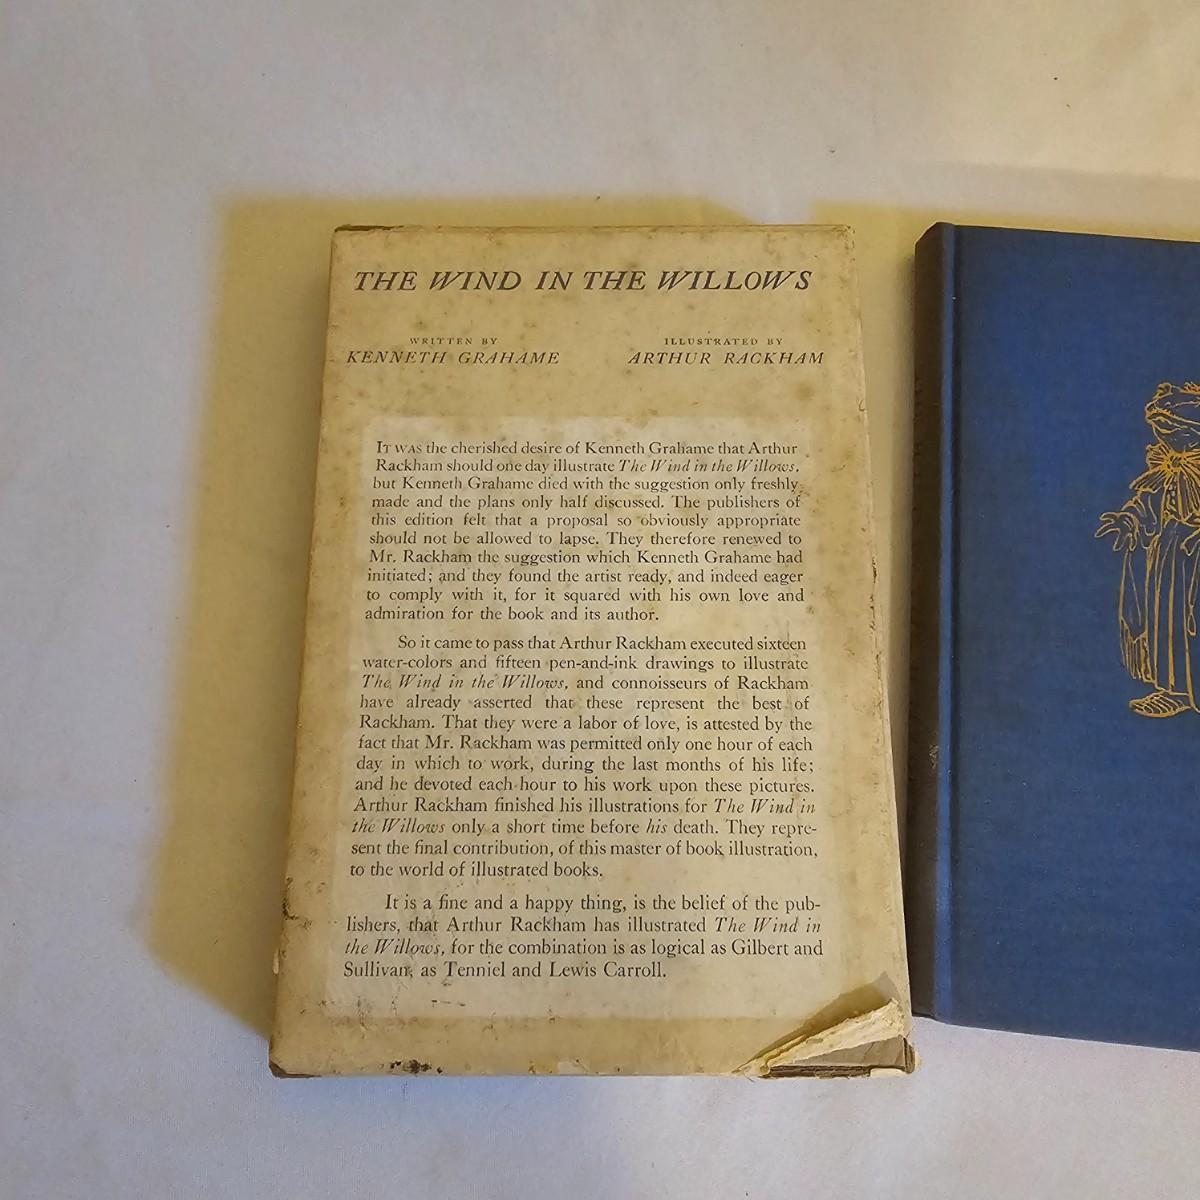 THE WIND IN THE WILLOWS
WRITTEN BY
KENNETH GRAHAME
ILLUSTRATED BY
ARTHUR RACKHAM
IT WAS the cherished desire of Kenneth Grahame that Arthur
Rackham should one day illustrate The Wind in the Willows,
but Kenneth Grahame died with the suggestion only freshly
made and the plans only half discussed. The publishers of
this edition felt that a proposal so obviously appropriate
should not be allowed to lapse. They therefore renewed to
Mr. Rackham the suggestion which Kenneth Grahame had
initiated; and they found the artist ready, and indeed eager
to comply with it, for it squared with his own love and
admiration for the book and its author.
So it came to pass that Arthur Rackham executed sixteen
water-colors and fifteen pen-and-ink drawings to illustrate
The Wind in the Willows, and connoisseurs of Rackham
have already asserted that these represent the best of
Rackham. That they were a labor of love, is attested by the
fact that Mr. Rackham was permitted only one hour of each
day in which to work, during the last months of his life;
and he devoted each hour to his work upon these pictures.
Arthur Rackham finished his illustrations for The Wind in
the Willows only a short time before his death. They repre-
sent the final contribution, of this master of book illustration,
to the world of illustrated books.
It is a fine and a happy thing, is the belief of the pub-
lishers, that Arthur Rackham has illustrated The Wind in
the Willows, for the combination is as logical as Gilbert and
Sullivan, as Tenniel and Lewis Carroll.